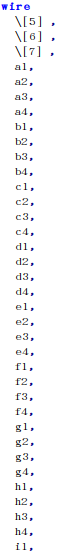 wire
\[5] ,
\[6] ,
\[7] ,
a1,
a2,
a3,
a4,
b1,
b2,
b3,
b4,
c1,
c2,
c3,
c4,
d1,
d2,
d3,
d4,
e1,
e2,
e3,
e4,
f1,
f2,
f3,
f4,
g1,
g2,
g3,
g4,
h1,
h2,
h3,
h4,
i1,